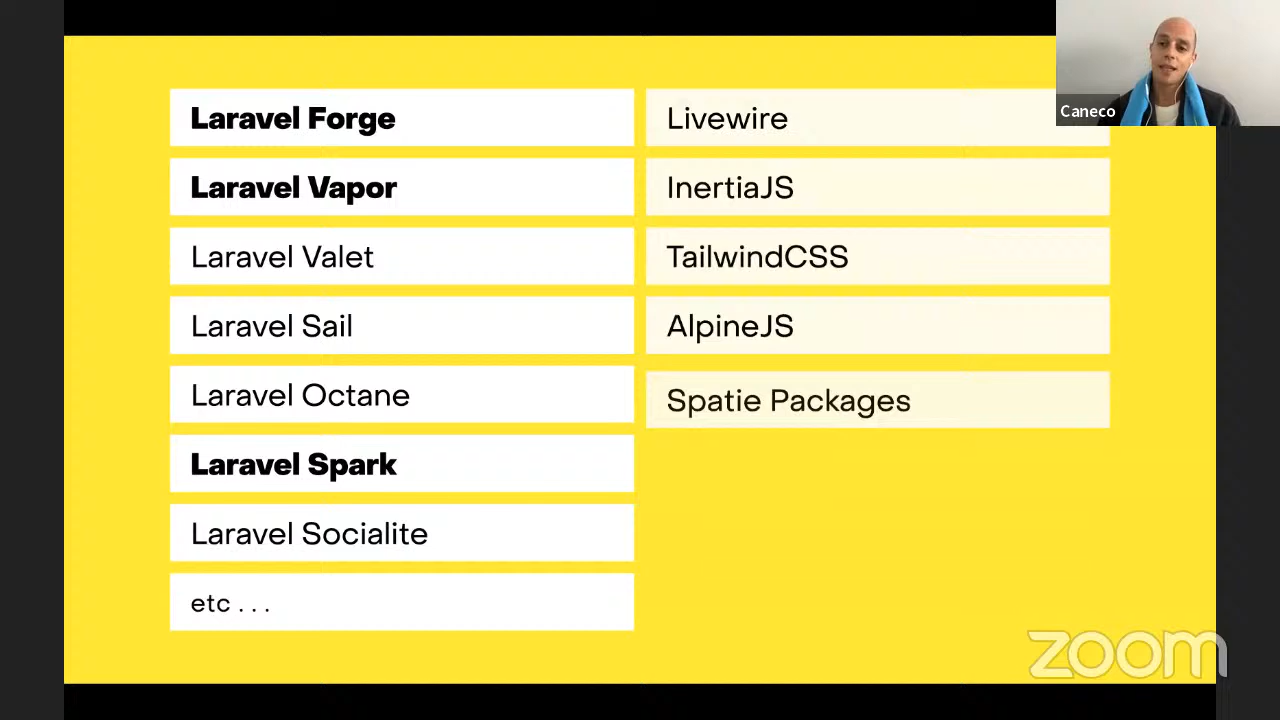 Laravel Forge
Laravel Vapor
Laravel Valet
Laravel Sail
Laravel Octane
Laravel Spark
Laravel Socialite
etc . . .
Livewire
InertiaJS
TailwindCSS
AlpineJS
Spatie Packages
Caneco
zoom